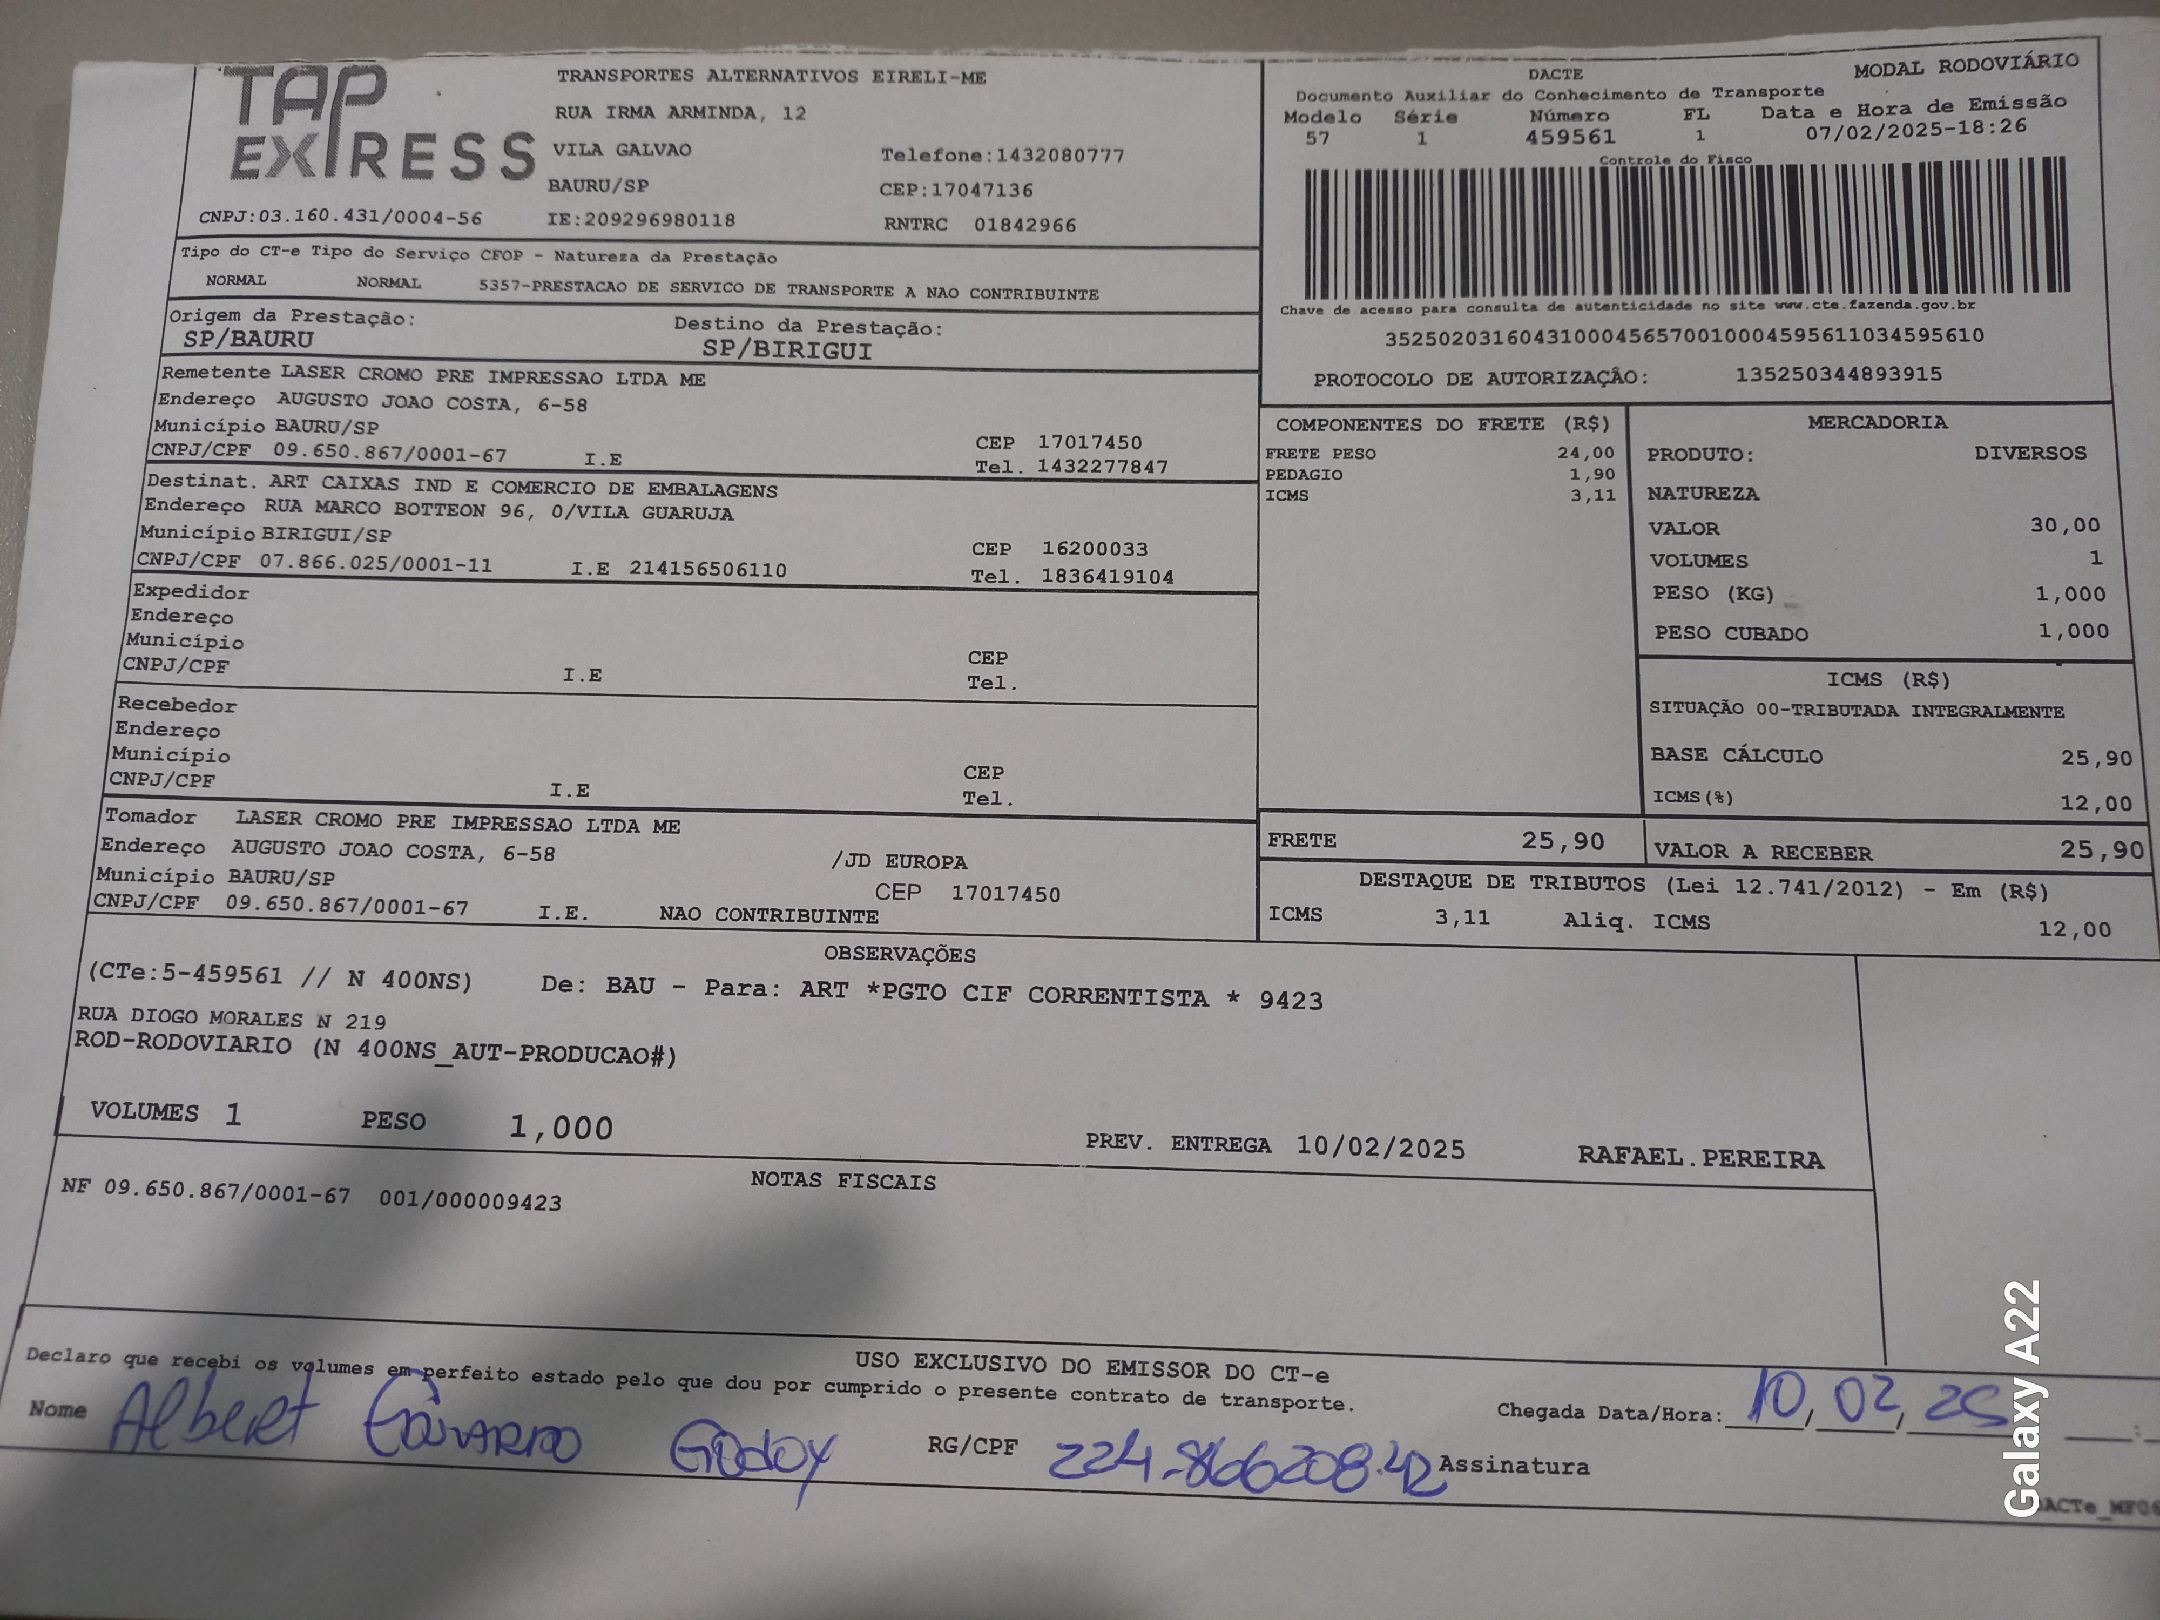 TAP EXPRESS
TRANSPORTES ALTERNATIVOS EIRELI-ME
RUA IRMA ARMINDA, 12
VILA GALVAO Telefone:1432080777
BAURU/SP CEP:17047136
CNPJ:03.160.431/0004-56 IE:209296980118 RNTRC 01842966
DACTE MODAL RODOVIÁRIO
Documento Auxiliar do Conhecimento de Transporte
Modelo Série Número FL Data e Hora de Emissão
57 1 459561 1 07/02/2025-18:26
Controle do Fisco
Chave de acesso para consulta de autenticidade no site www.cte.fazenda.gov.br
35250203160431000456570010004595611034595610
PROTOCOLO DE AUTORIZAÇÃO: 135250344893915
Tipo do CT-e Tipo do Serviço CFOP - Natureza da Prestação
NORMAL NORMAL 5357-PRESTACAO DE SERVICO DE TRANSPORTE A NAO CONTRIBUINTE
Origem da Prestação: Destino da Prestação:
SP/BAURU SP/BIRIGUI
Remetente LASER CROMO PRE IMPRESSAO LTDA ME
Endereço AUGUSTO JOAO COSTA, 6-58
Município BAURU/SP CEP 17017450
CNPJ/CPF 09.650.867/0001-67 I.E Tel. 1432277847
Destinat. ART CAIXAS IND E COMERCIO DE EMBALAGENS
Endereço RUA MARCO BOTTEON 96, 0/VILA GUARUJA
Município BIRIGUI/SP CEP 16200033
CNPJ/CPF 07.866.025/0001-11 I.E 214156506110 Tel. 1836419104
Expedidor
Endereço
Município CEP
CNPJ/CPF I.E Tel.
Recebedor
Endereço
Município CEP
CNPJ/CPF I.E Tel.
Tomador LASER CROMO PRE IMPRESSAO LTDA ME
Endereço AUGUSTO JOAO COSTA, 6-58 /JD EUROPA
Município BAURU/SP CEP 17017450
CNPJ/CPF 09.650.867/0001-67 I.E. NAO CONTRIBUINTE
COMPONENTES DO FRETE (R$)
FRETE PESO 24,00
PEDAGIO 1,90
ICMS 3,11
MERCADORIA
PRODUTO: DIVERSOS
NATUREZA
VALOR 30,00
VOLUMES 1
PESO (KG) 1,000
PESO CUBADO 1,000
ICMS (R$)
SITUAÇÃO 00-TRIBUTADA INTEGRALMENTE
BASE CÁLCULO 25,90
ICMS(%) 12,00
FRETE 25,90 VALOR A RECEBER 25,90
DESTAQUE DE TRIBUTOS (Lei 12.741/2012) - Em (R$)
ICMS 3,11 Aliq. ICMS 12,00
OBSERVAÇÕES
(CTe:5-459561 // N 400NS) De: BAU - Para: ART *PGTO CIF CORRENTISTA * 9423
RUA DIOGO MORALES N 219
ROD-RODOVIARIO (N 400NS_AUT-PRODUCAO#)
VOLUMES 1 PESO 1,000 PREV. ENTREGA 10/02/2025 RAFAEL.PEREIRA
NOTAS FISCAIS
NF 09.650.867/0001-67 001/000009423
USO EXCLUSIVO DO EMISSOR DO CT-e
Declaro que recebi os volumes em perfeito estado pelo que dou por cumprido o presente contrato de transporte.
Nome Albert Eduardo Godoy RG/CPF Assinatura
Chegada Data/Hora: 10/02/25 :
Galaxy A22